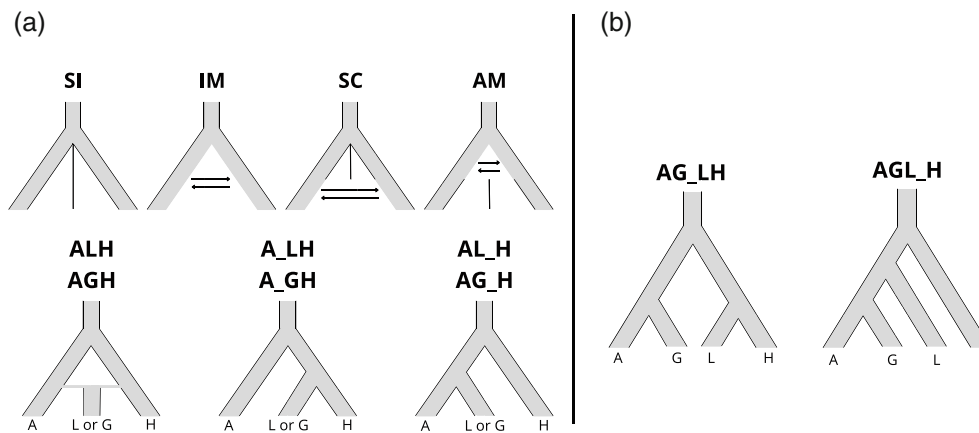 (a)
(b)
SI IM SC AM
ALH A_LH AL_H
AGH A_GH AG_H
A L or G H A L or G H A L or G H
AG_LH AGL_H
A G L H A G L